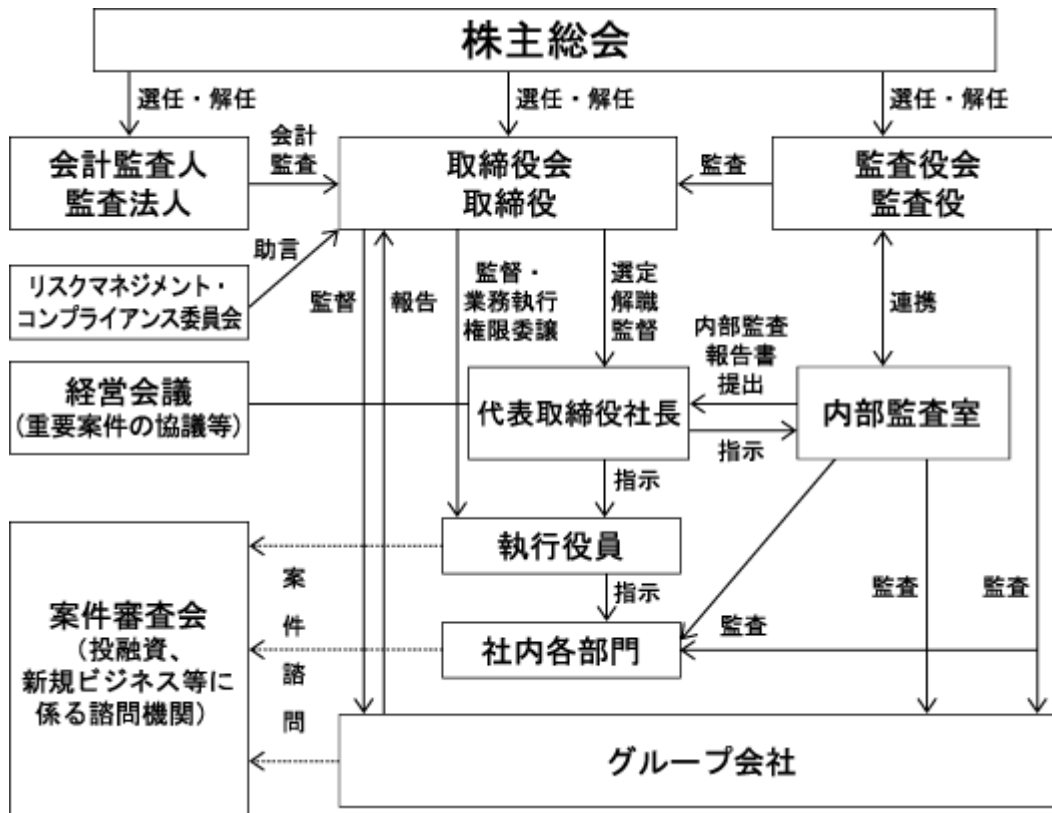 株主総会
選任・解任
選任・解任
選任・解任
会計監査人
監査法人
会計
監査
取締役会
取締役
監査
監査役会
監査役
助言
リスクマネジメント・
コンプライアンス委員会
監督
報告
監督・
業務執行
権限委譲
選定
解職
監督
連携
内部監査
報告書
提出
経営会議
(重要案件の協議等)
代表取締役社長
内部監査室
指示
指示
執行役員
案件諮問
指示
監査
監査
監査
社内各部門
案件審査会
(投融資、
新規ビジネス等に
係る諮問機関)
グループ会社